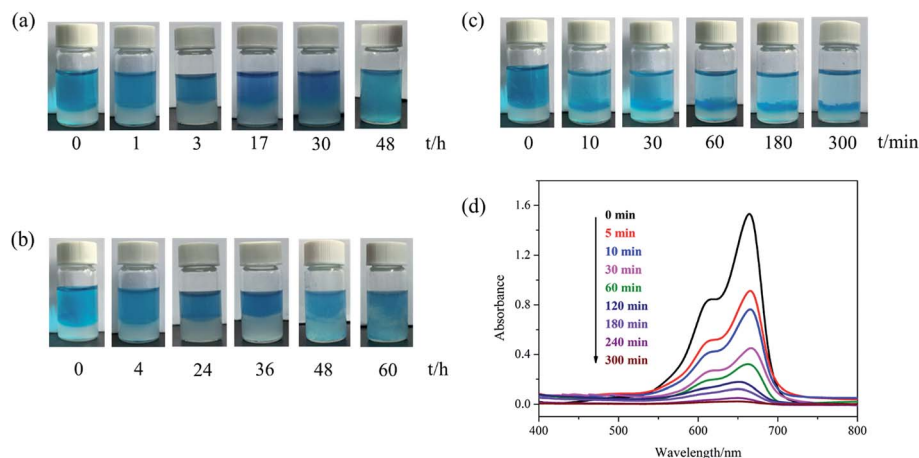 (a)
0 1 3 17 30 48 t/h
(b)
0 4 24 36 48 60 t/h
(c)
0 10 30 60 180 300 t/min
(d)
Absorbance
1.6
1.2
0.8
0.4
0.0
0 min
5 min
10 min
30 min
60 min
120 min
180 min
240 min
300 min
400 500 600 700 800
Wavelength/nm